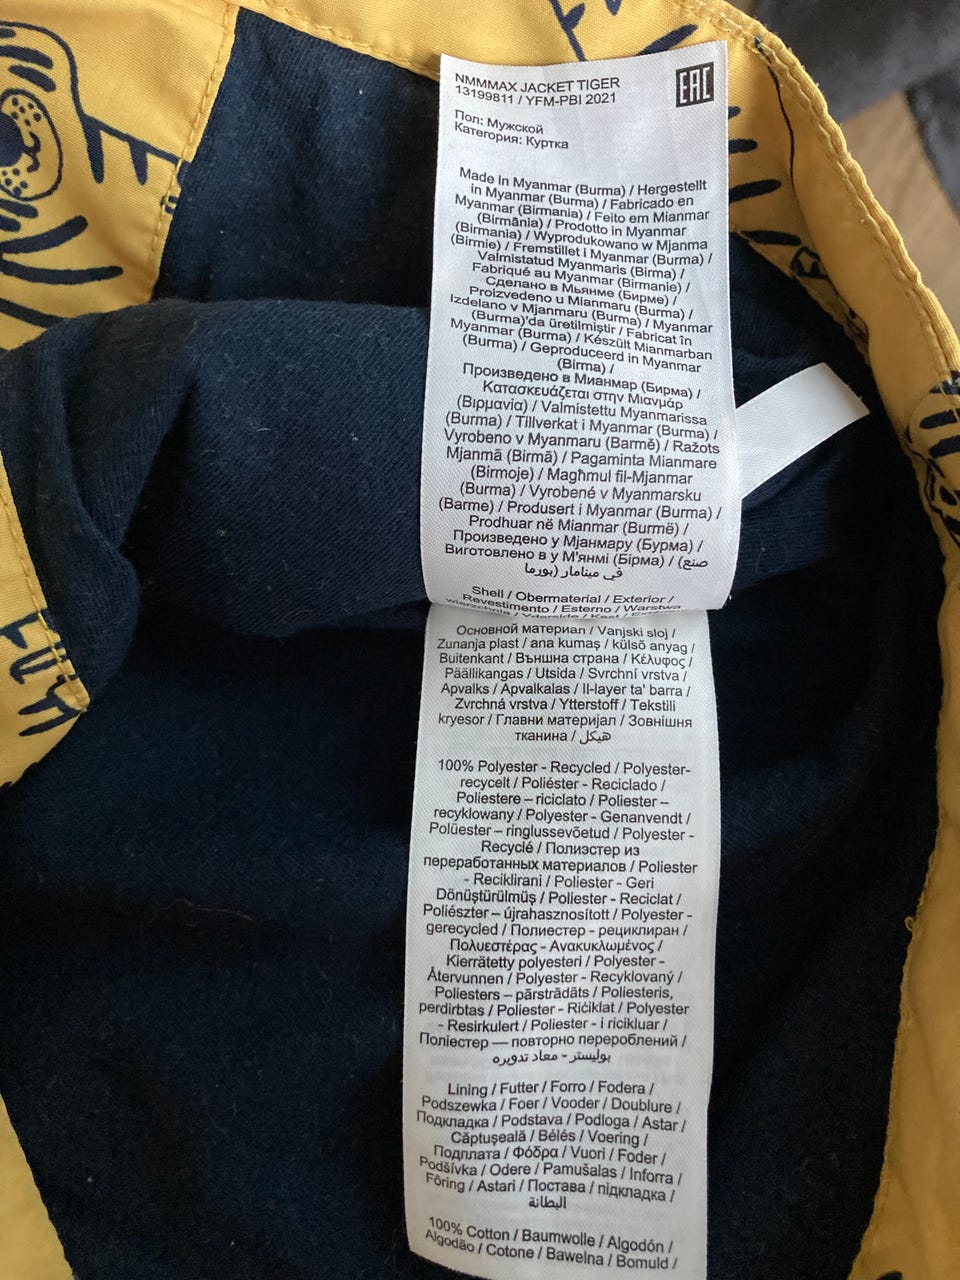 NMMMAX JACKET TIGER
13199811 / YFM-PBI 2021
EAC
Пол: Мужской
Категория: Куртка
Made in Myanmar (Burma) / Hergestellt
in Myanmar (Burma) / Fabricado en
Myanmar (Birmania) / Feito em Mianmar
(Birmânia) / Prodotto in Myanmar
(Birmania) / Wyprodukowano w Mjanma
(Birmie) / Fremstillet i Myanmar (Burma) /
Valmistatud Myanmaris (Birma) /
Fabriqué au Myanmar (Birmanie) /
Сделано в Мьянме (Бирме) /
Proizvedeno u Mianmaru (Burma) /
Izdelano v Mjanmaru (Burma) / Myanmar
(Burma)'da üretilmiştir / Fabricat în
Myanmar (Burma) / Készült Mianmarban
(Burma) / Geproduceerd in Myanmar
(Birma) /
Произведено в Мианмар (Бирма) /
Κατασκευάζεται στην Μιανμάρ
(Βιρμανία) / Valmistettu Myanmarissa
(Burma) / Tillverkat i Myanmar (Burma) /
Vyrobeno v Myanmaru (Barmě) / Ražots
Mjanmā (Birmā) / Pagaminta Mianmare
(Birmoje) / Magħmul fil-Mjanmar
(Burma) / Vyrobené v Myanmarsku
(Barme) / Produsert i Myanmar (Burma) /
Prodhuar në Mianmar (Burmë) /
Произведено у Мјанмару (Бурма) /
Виготовлено в у М'янмі (Бірма) / (صنع
في مينامار (بورما
Shell / Obermaterial / Exterior /
Revestimento / Esterno / Warstwa
wierzchnia / Yderside / Kest / Exterieur
Основной материал / Vanjski sloj /
Zunanja plast / ana kumaş / külső anyag /
Buitenkant / Външна страна / Κέλυφος /
Päällikangas / Utsida / Svrchní vrstva /
Apvalks / Apvalkalas / Il-layer ta' barra /
Zvrchná vrstva / Ytterstoff / Tekstili
kryesor / Главни материјал / Зовнішня
тканина / هيكل
100% Polyester - Recycled / Polyester-
recycelt / Poliéster - Reciclado /
Poliestere – riciclato / Poliester –
recyklowany / Polyester - Genanvendt /
Polüester – ringlussevõetud / Polyester -
Recyclé / Полиэстер из
переработанных материалов / Poliester
- Reciklirani / Poliester - Geri
Dönüştürülmüş / Poliester - Reciclat /
Poliészter – újrahasznosított / Polyester -
gerecycled / Полиестер - рециклиран /
Πολυεστέρας - Ανακυκλωμένος /
Kierrätetty polyesteri / Polyester -
Återvunnen / Polyester - Recyklovaný /
Poliesters – pārstrādāts / Poliesteris,
perdirbtas / Polyester - Riċiklat / Polyester
- Resirkulert / Poliester - i ricikluar /
Поліестер — повторно перероблений /
بوليستر - معاد تدويره
Lining / Futter / Forro / Fodera /
Podszewka / Foer / Vooder / Doublure /
Подкладка / Podstava / Podloga / Astar /
Căptușeală / Bélés / Voering /
Подплата / Φόδρα / Vuori / Foder /
Podšívka / Odere / Pamušalas / Inforra /
Fôring / Astari / Постава / підкладка /
البطانة
100% Cotton / Baumwolle / Algodón /
Algodão / Cotone / Bawełna / Bomuld /